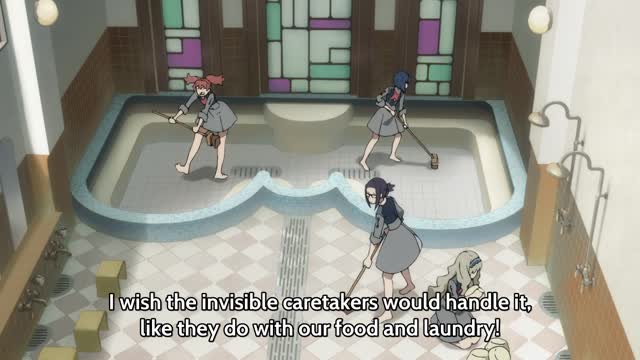 I wish the invisible caretakers would handle it,
like they do with our food and laundry!